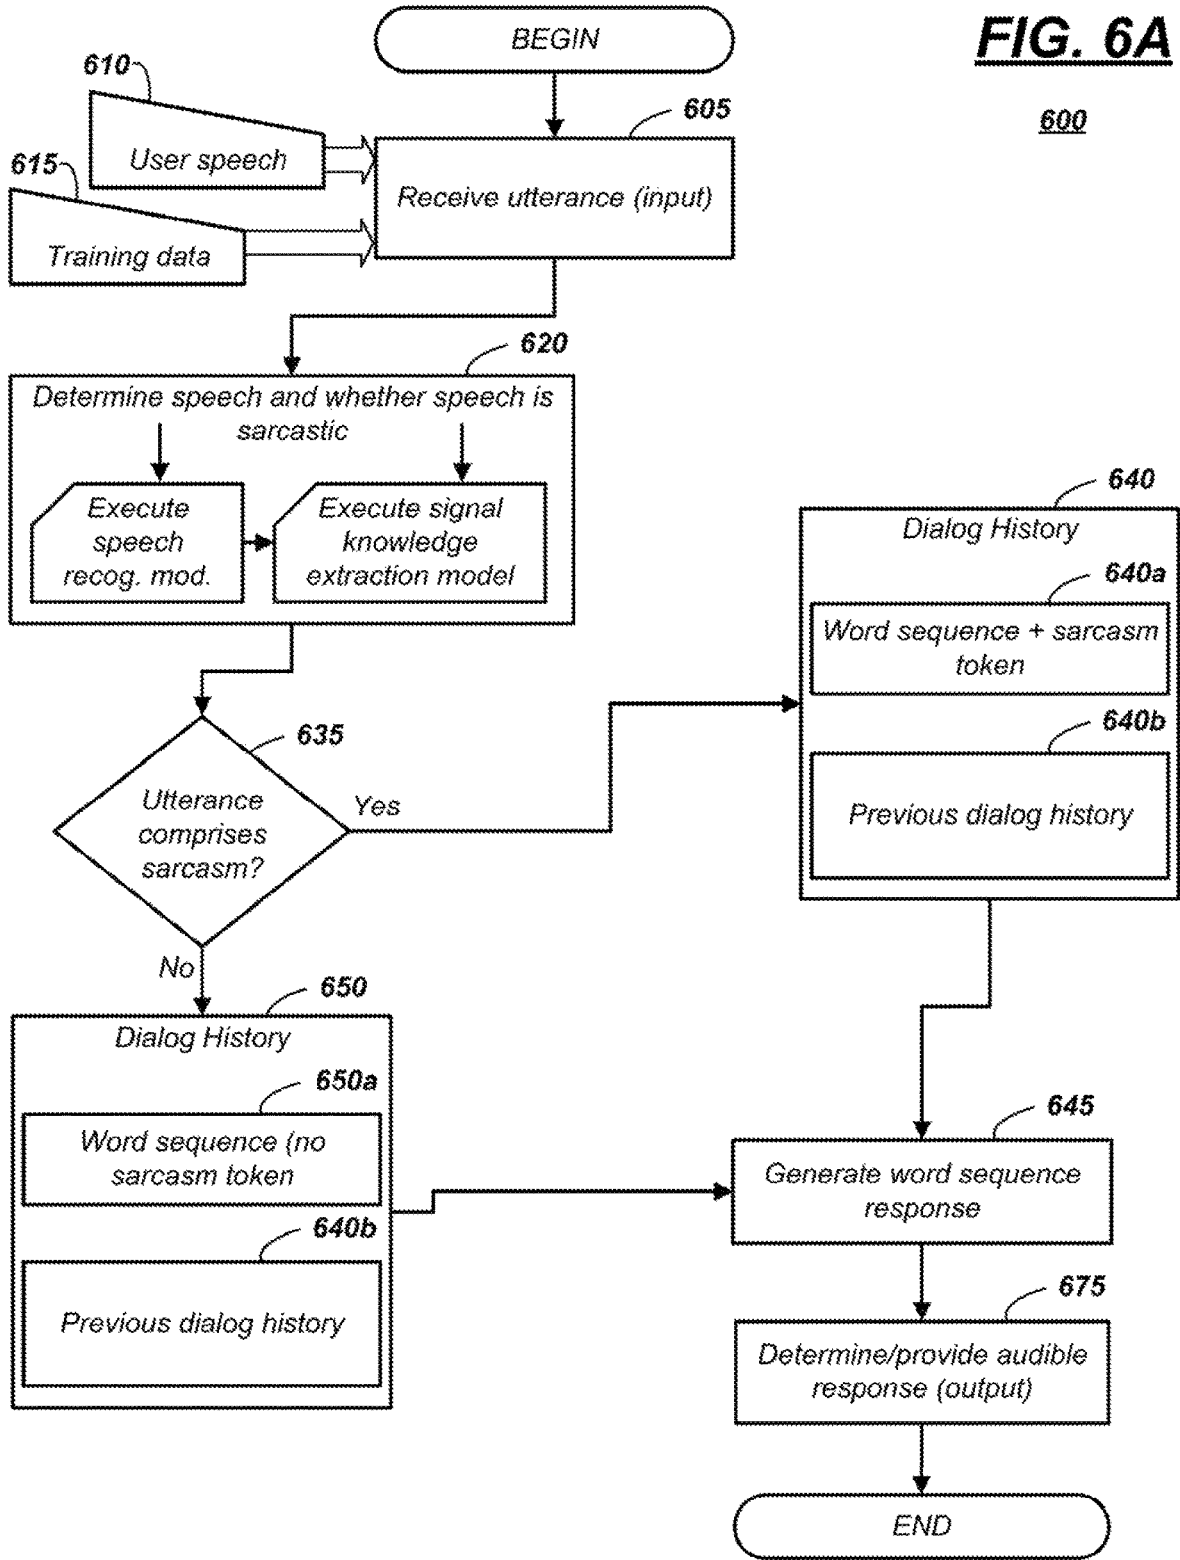 FIG. 6A
600
BEGIN
610
User speech
615
Training data
605
Receive utterance (input)
620
Determine speech and whether speech is
sarcastic
Execute
speech
recog. mod.
Execute signal
knowledge
extraction model
635
Utterance
comprises
sarcasm?
Yes
No
640
Dialog History
640a
Word sequence + sarcasm
token
640b
Previous dialog history
650
Dialog History
650a
Word sequence (no
sarcasm token
640b
Previous dialog history
645
Generate word sequence
response
675
Determine/provide audible
response (output)
END